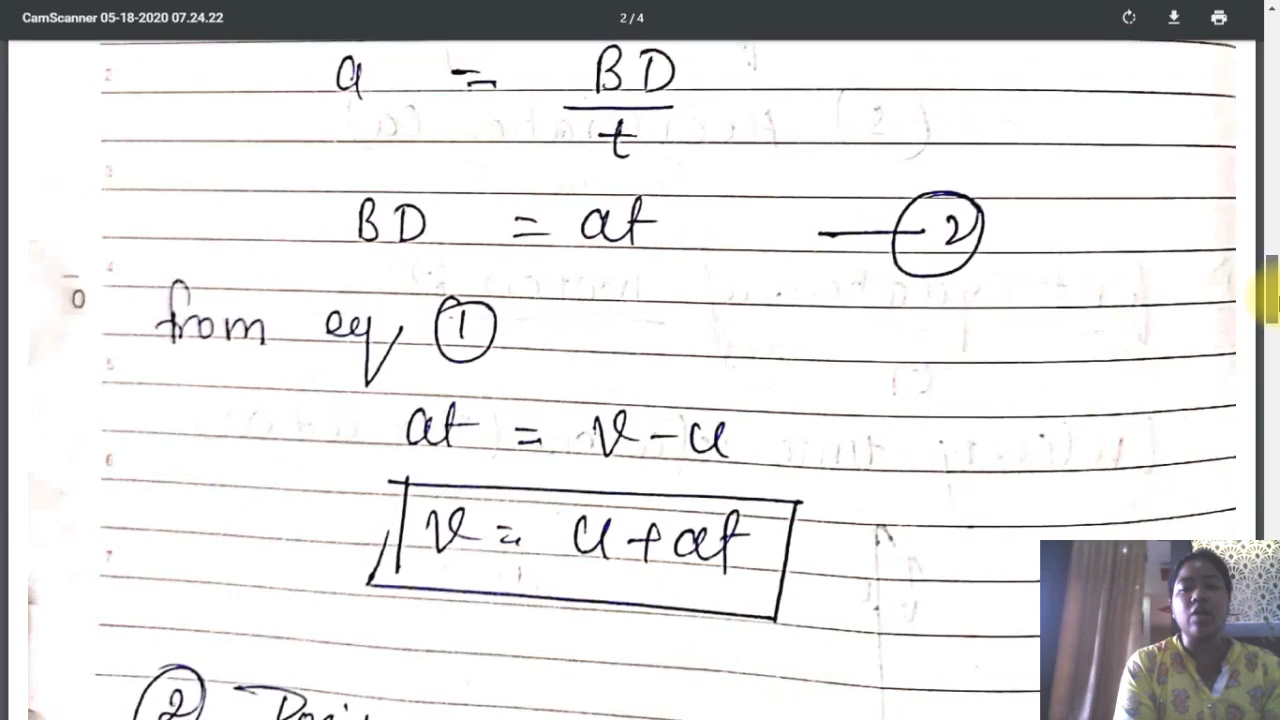 CamScanner 05-18-2020 07.24.22
2 / 4
a = BD
t
BD = at — 2
from eq, 1
at = v - u
v = u + at
2